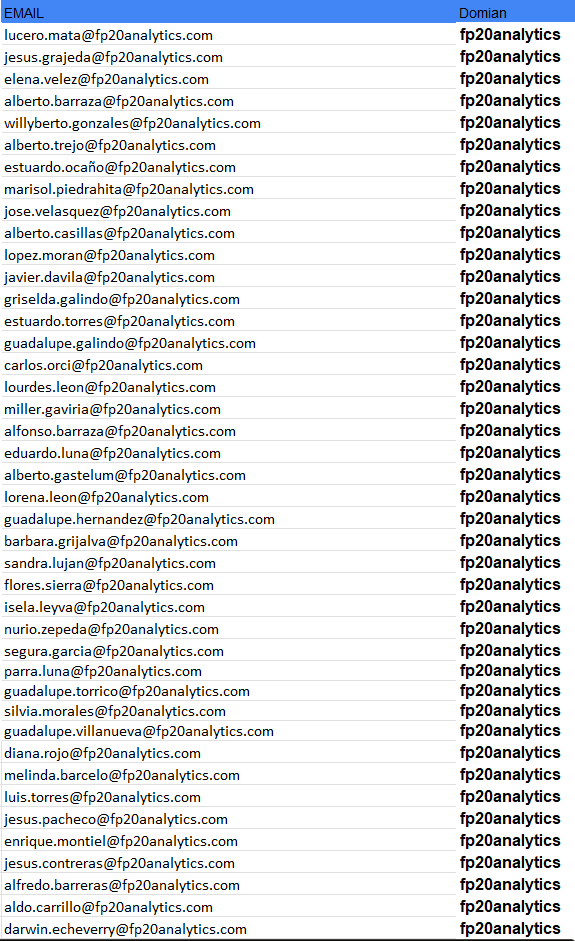 EMAIL Domian
lucero.mata@fp20analytics.com fp20analytics
jesus.grajeda@fp20analytics.com fp20analytics
elena.velez@fp20analytics.com fp20analytics
alberto.barraza@fp20analytics.com fp20analytics
willyberto.gonzales@fp20analytics.com fp20analytics
alberto.trejo@fp20analytics.com fp20analytics
estuardo.ocaño@fp20analytics.com fp20analytics
marisol.piedrahita@fp20analytics.com fp20analytics
jose.velasquez@fp20analytics.com fp20analytics
alberto.casillas@fp20analytics.com fp20analytics
lopez.moran@fp20analytics.com fp20analytics
javier.davila@fp20analytics.com fp20analytics
griselda.galindo@fp20analytics.com fp20analytics
estuardo.torres@fp20analytics.com fp20analytics
guadalupe.galindo@fp20analytics.com fp20analytics
carlos.orci@fp20analytics.com fp20analytics
lourdes.leon@fp20analytics.com fp20analytics
miller.gaviria@fp20analytics.com fp20analytics
alfonso.barraza@fp20analytics.com fp20analytics
eduardo.luna@fp20analytics.com fp20analytics
alberto.gastelum@fp20analytics.com fp20analytics
lorena.leon@fp20analytics.com fp20analytics
guadalupe.hernandez@fp20analytics.com fp20analytics
barbara.grijalva@fp20analytics.com fp20analytics
sandra.lujan@fp20analytics.com fp20analytics
flores.sierra@fp20analytics.com fp20analytics
isela.leyva@fp20analytics.com fp20analytics
nurio.zepeda@fp20analytics.com fp20analytics
segura.garcia@fp20analytics.com fp20analytics
parra.luna@fp20analytics.com fp20analytics
guadalupe.torrico@fp20analytics.com fp20analytics
silvia.morales@fp20analytics.com fp20analytics
guadalupe.villanueva@fp20analytics.com fp20analytics
diana.rojo@fp20analytics.com fp20analytics
melinda.barcelo@fp20analytics.com fp20analytics
luis.torres@fp20analytics.com fp20analytics
jesus.pacheco@fp20analytics.com fp20analytics
enrique.montiel@fp20analytics.com fp20analytics
jesus.contreras@fp20analytics.com fp20analytics
alfredo.barreras@fp20analytics.com fp20analytics
aldo.carrillo@fp20analytics.com fp20analytics
darwin.echeverry@fp20analytics.com fp20analytics